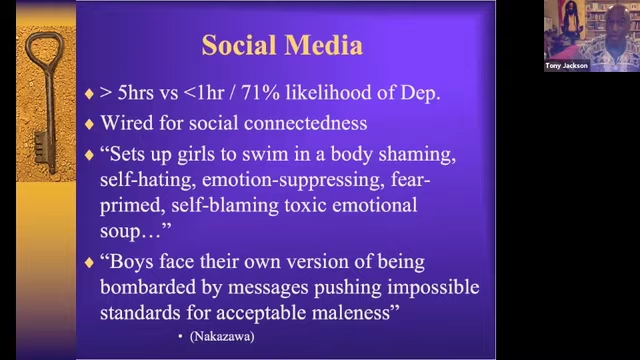 Social Media
> 5hrs vs <1hr / 71% likelihood of Dep.
Wired for social connectedness
“Sets up girls to swim in a body shaming,
self-hating, emotion-suppressing, fear-
primed, self-blaming toxic emotional
soup…”
“Boys face their own version of being
bombarded by messages pushing impossible
standards for acceptable maleness”
• (Nakazawa)
Tony Jackson